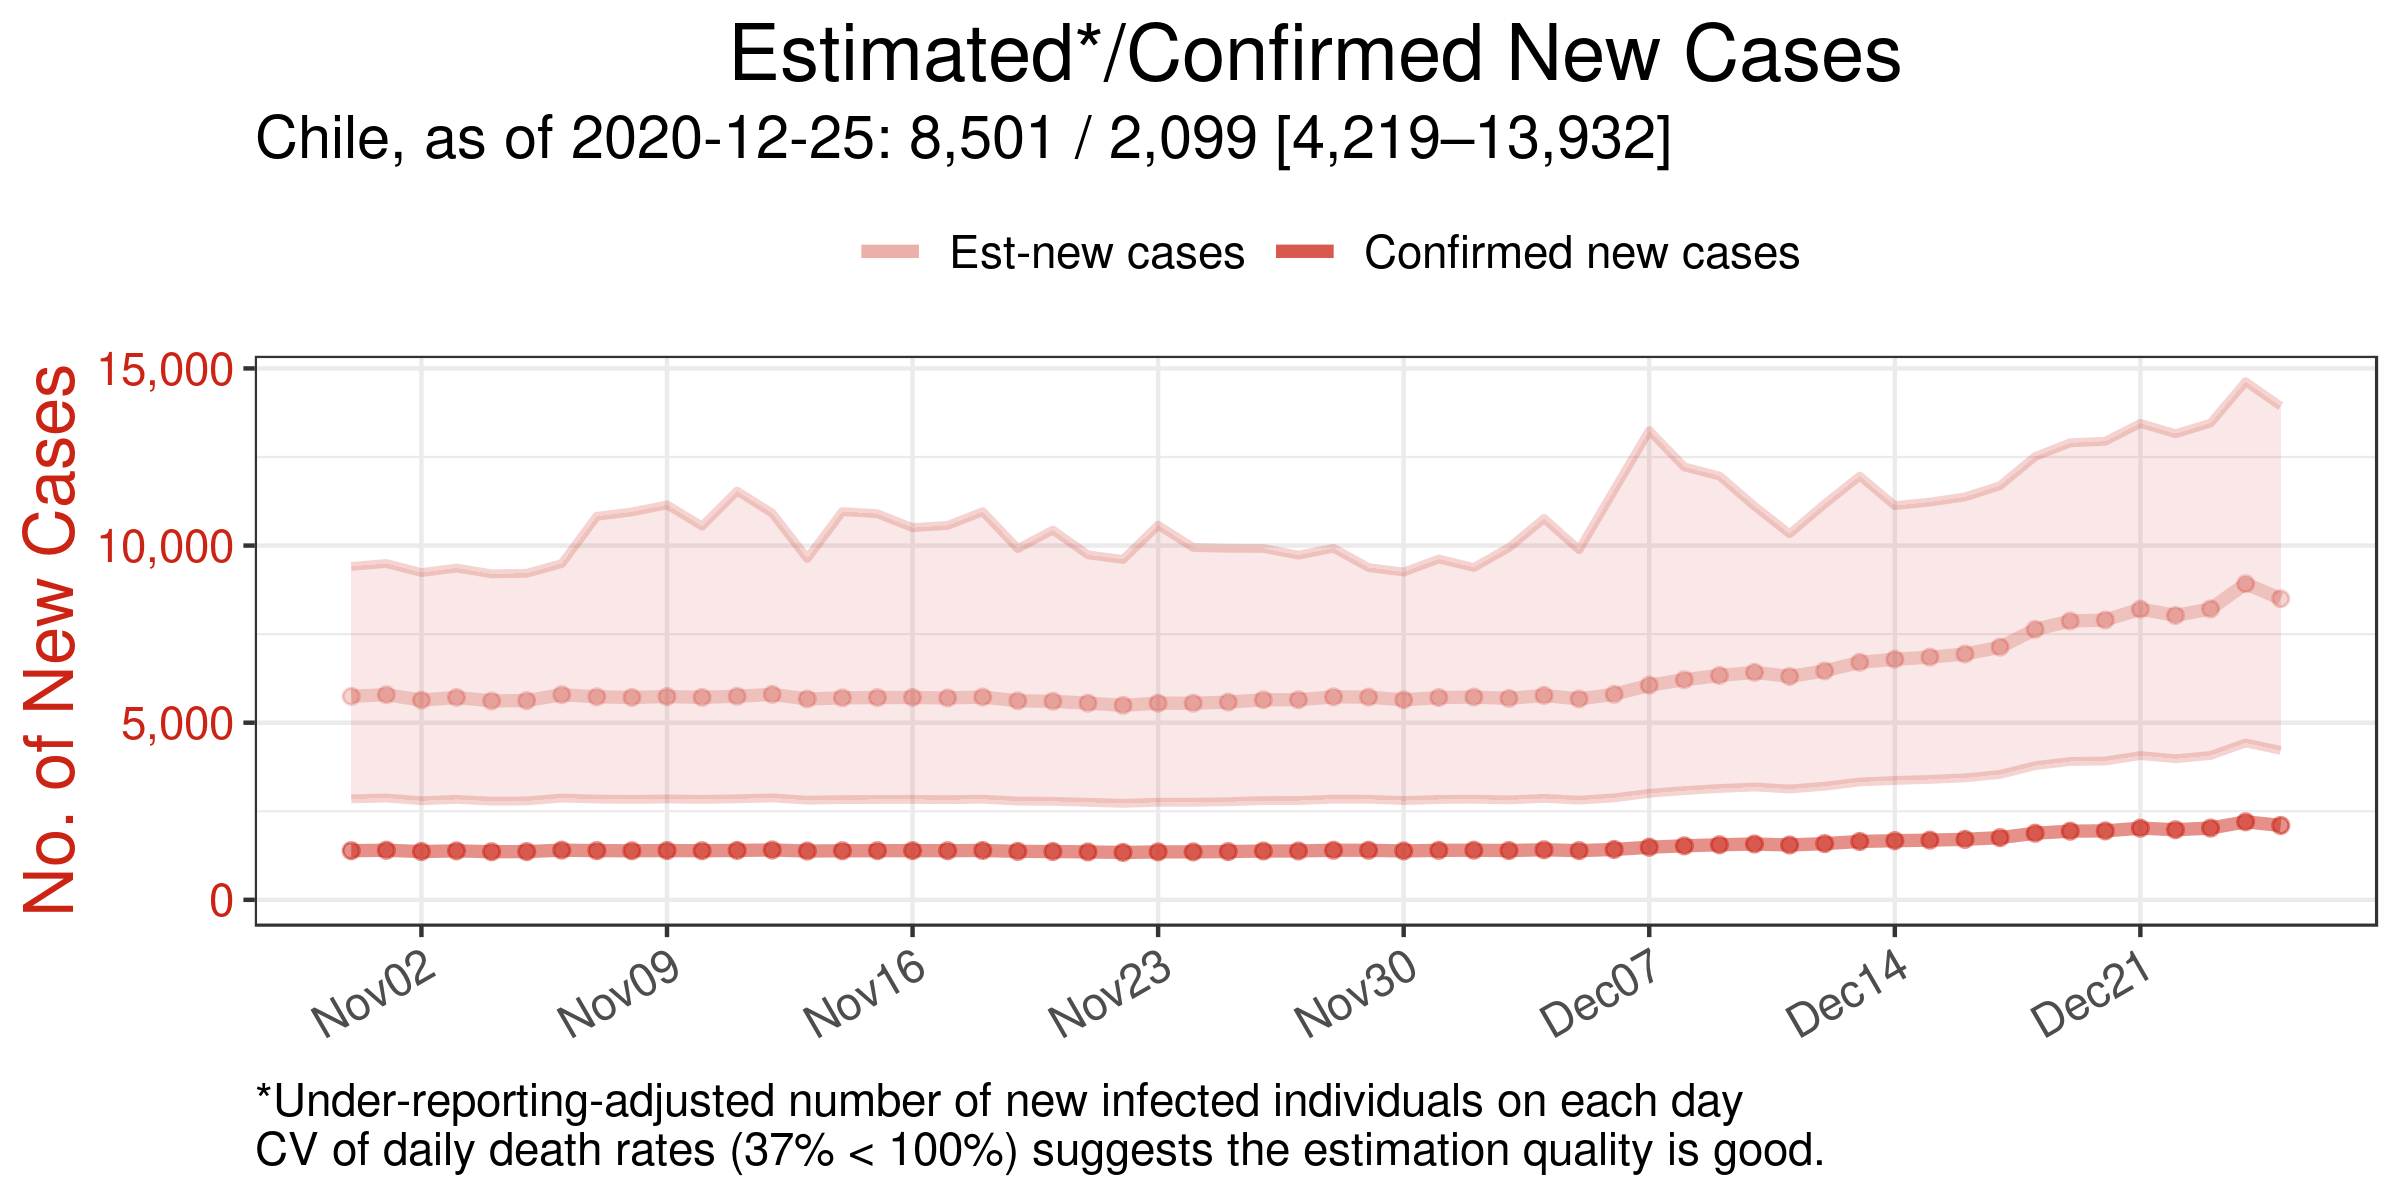 Estimated*/Confirmed New Cases
Chile, as of 2020-12-25: 8,501 / 2,099 [4,219–13,932]
Est-new cases Confirmed new cases
No. of New Cases
15,000
10,000
5,000
0
Nov02 Nov09 Nov16 Nov23 Nov30 Dec07 Dec14 Dec21
*Under-reporting-adjusted number of new infected individuals on each day
CV of daily death rates (37% < 100%) suggests the estimation quality is good.